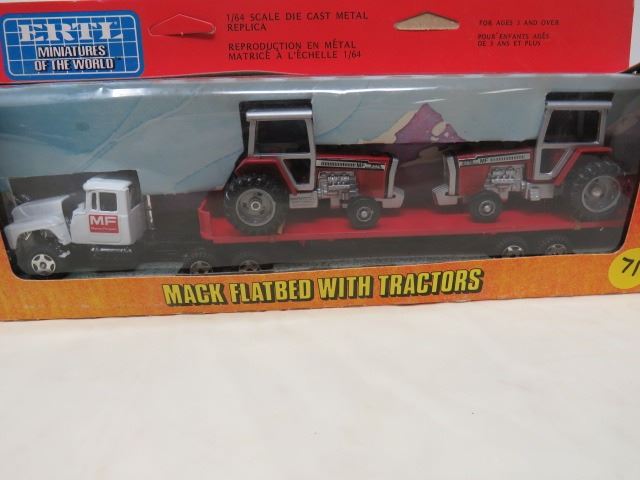 ERTL
MINIATURES
OF THE WORLD
1/64 SCALE DIE CAST METAL
REPLICA
REPRODUCTION EN MÉTAL
MATRICÉ À L'ÉCHELLE 1/64
FOR AGES 3 AND OVER
POUR ENFANTS AGÉS
DE 3 ANS ET PLUS
MF
MF
MF
MACK FLATBED WITH TRACTORS
71